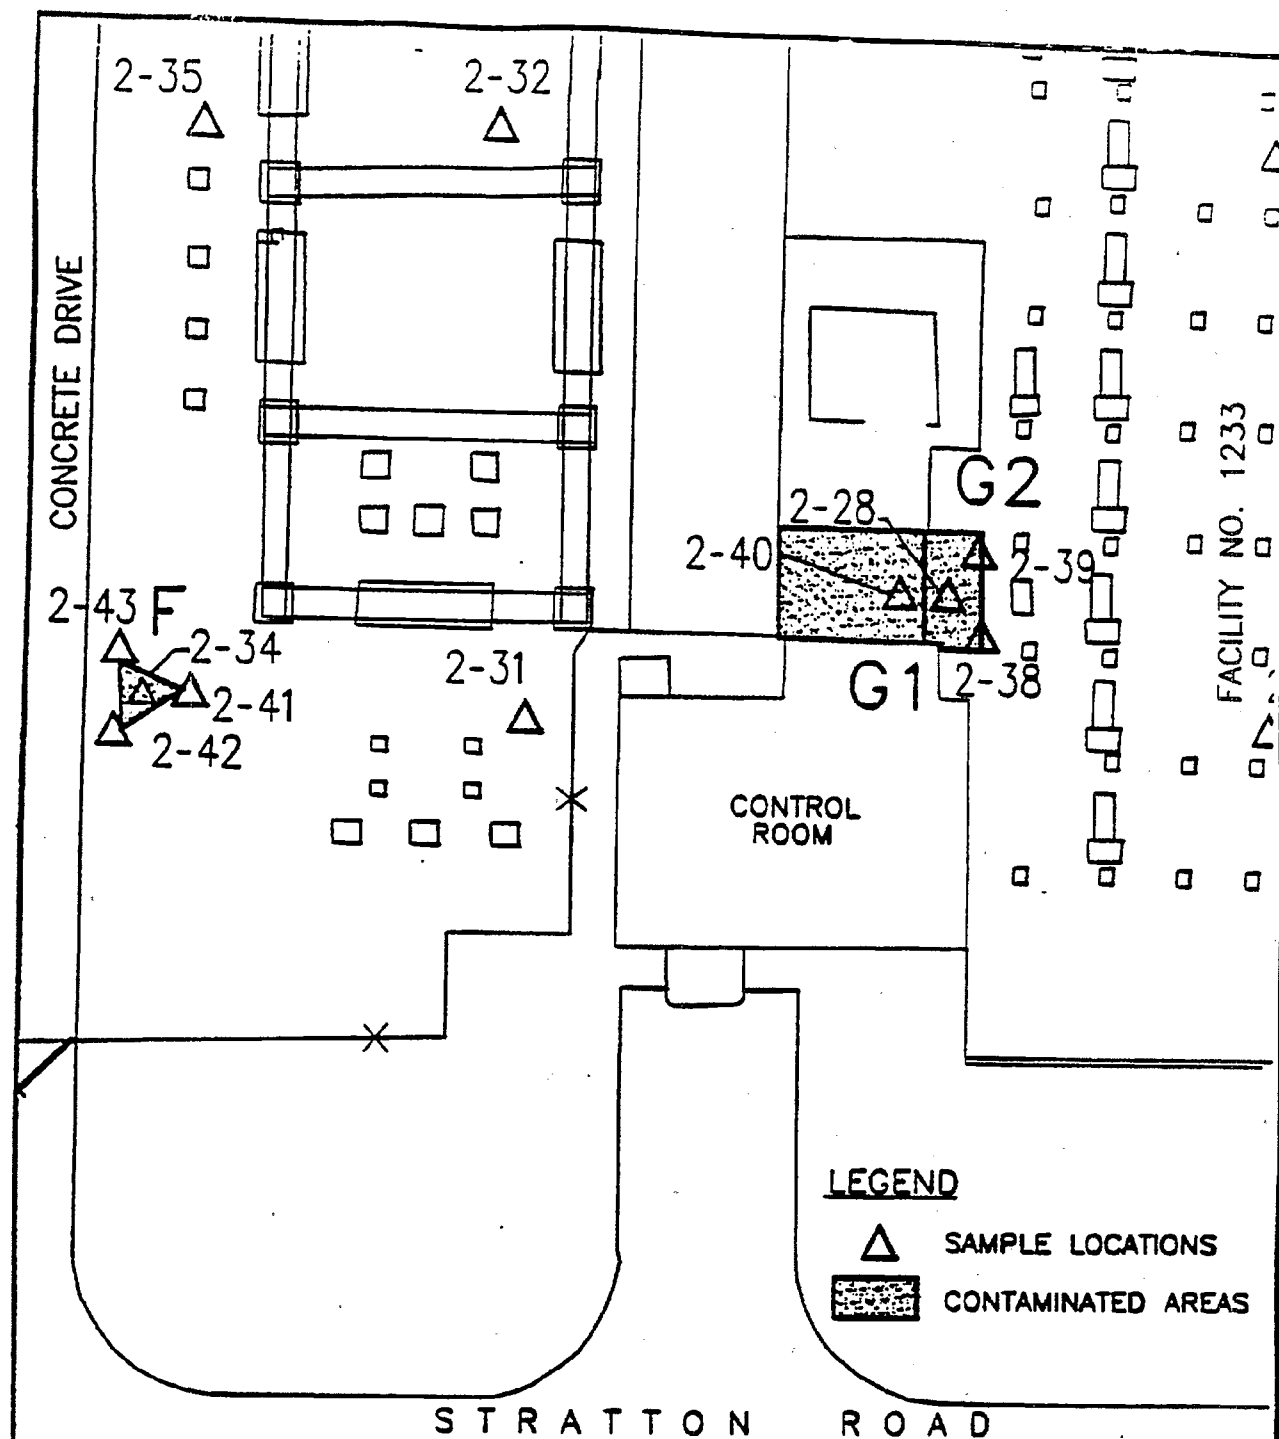 2-35
2-32
CONCRETE DRIVE
FACILITY NO. 1233
G2
2-28
2-40
2-39
2-43
F
2-34
2-31
G1
2-38
2-41
2-42
CONTROL
ROOM
LEGEND
SAMPLE LOCATIONS
CONTAMINATED AREAS
STRATTON ROAD